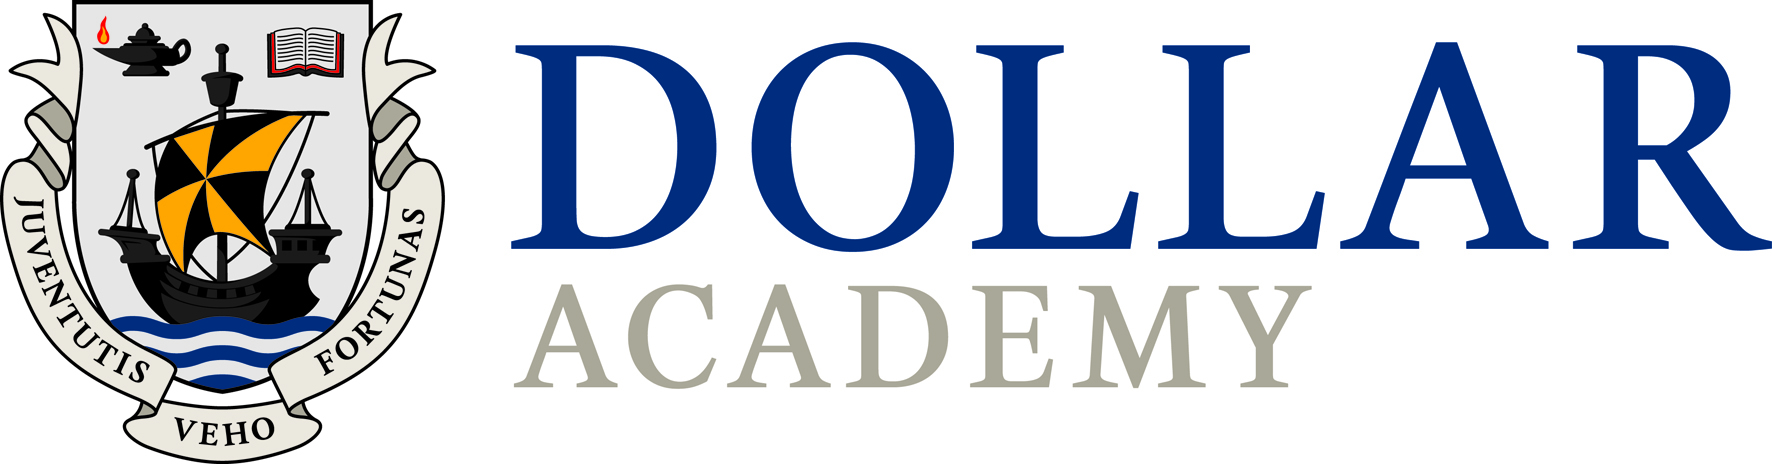 DOLLAR
ACADEMY
JUVENTUTIS
VEHO
FORTUNAS